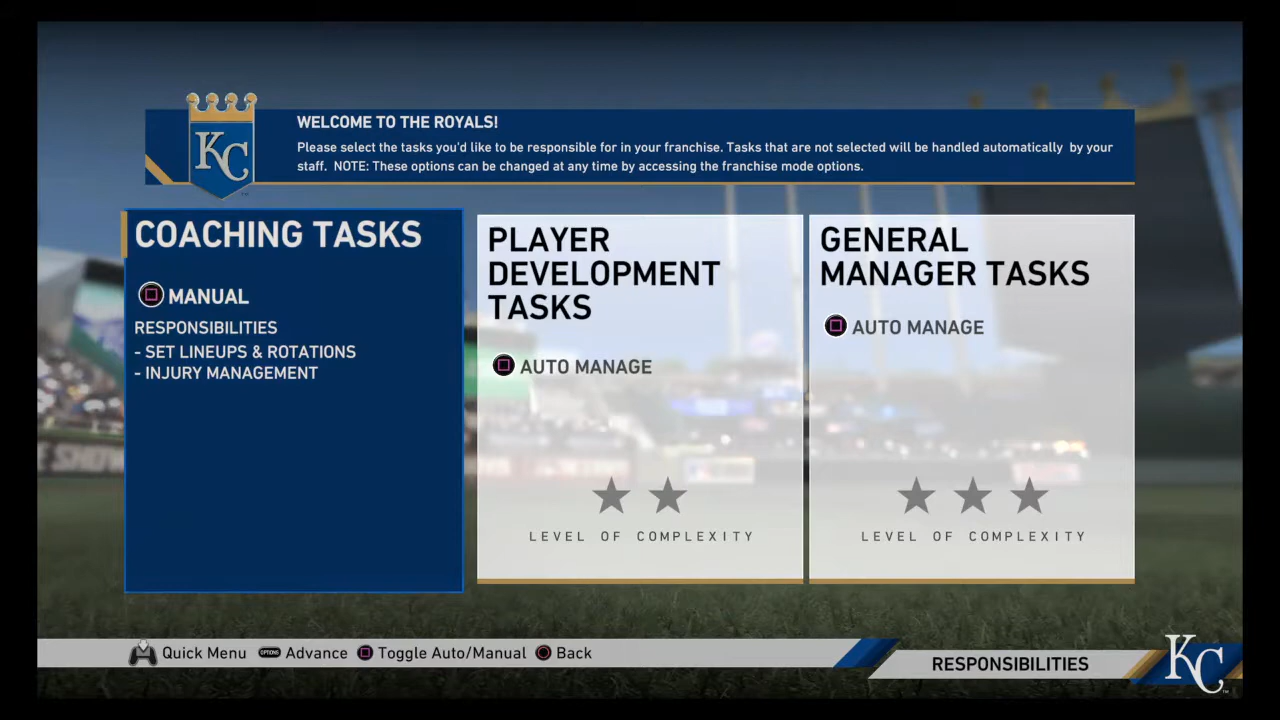 KC
WELCOME TO THE ROYALS!
Please select the tasks you'd like to be responsible for in your franchise. Tasks that are not selected will be handled automatically by your
staff. NOTE: These options can be changed at any time by accessing the franchise mode options.
COACHING TASKS
MANUAL
RESPONSIBILITIES
- SET LINEUPS & ROTATIONS
- INJURY MANAGEMENT
PLAYER
DEVELOPMENT
TASKS
AUTO MANAGE
LEVEL OF COMPLEXITY
GENERAL
MANAGER TASKS
AUTO MANAGE
LEVEL OF COMPLEXITY
Quick Menu OPTIONS Advance Toggle Auto/Manual Back
RESPONSIBILITIES
KC